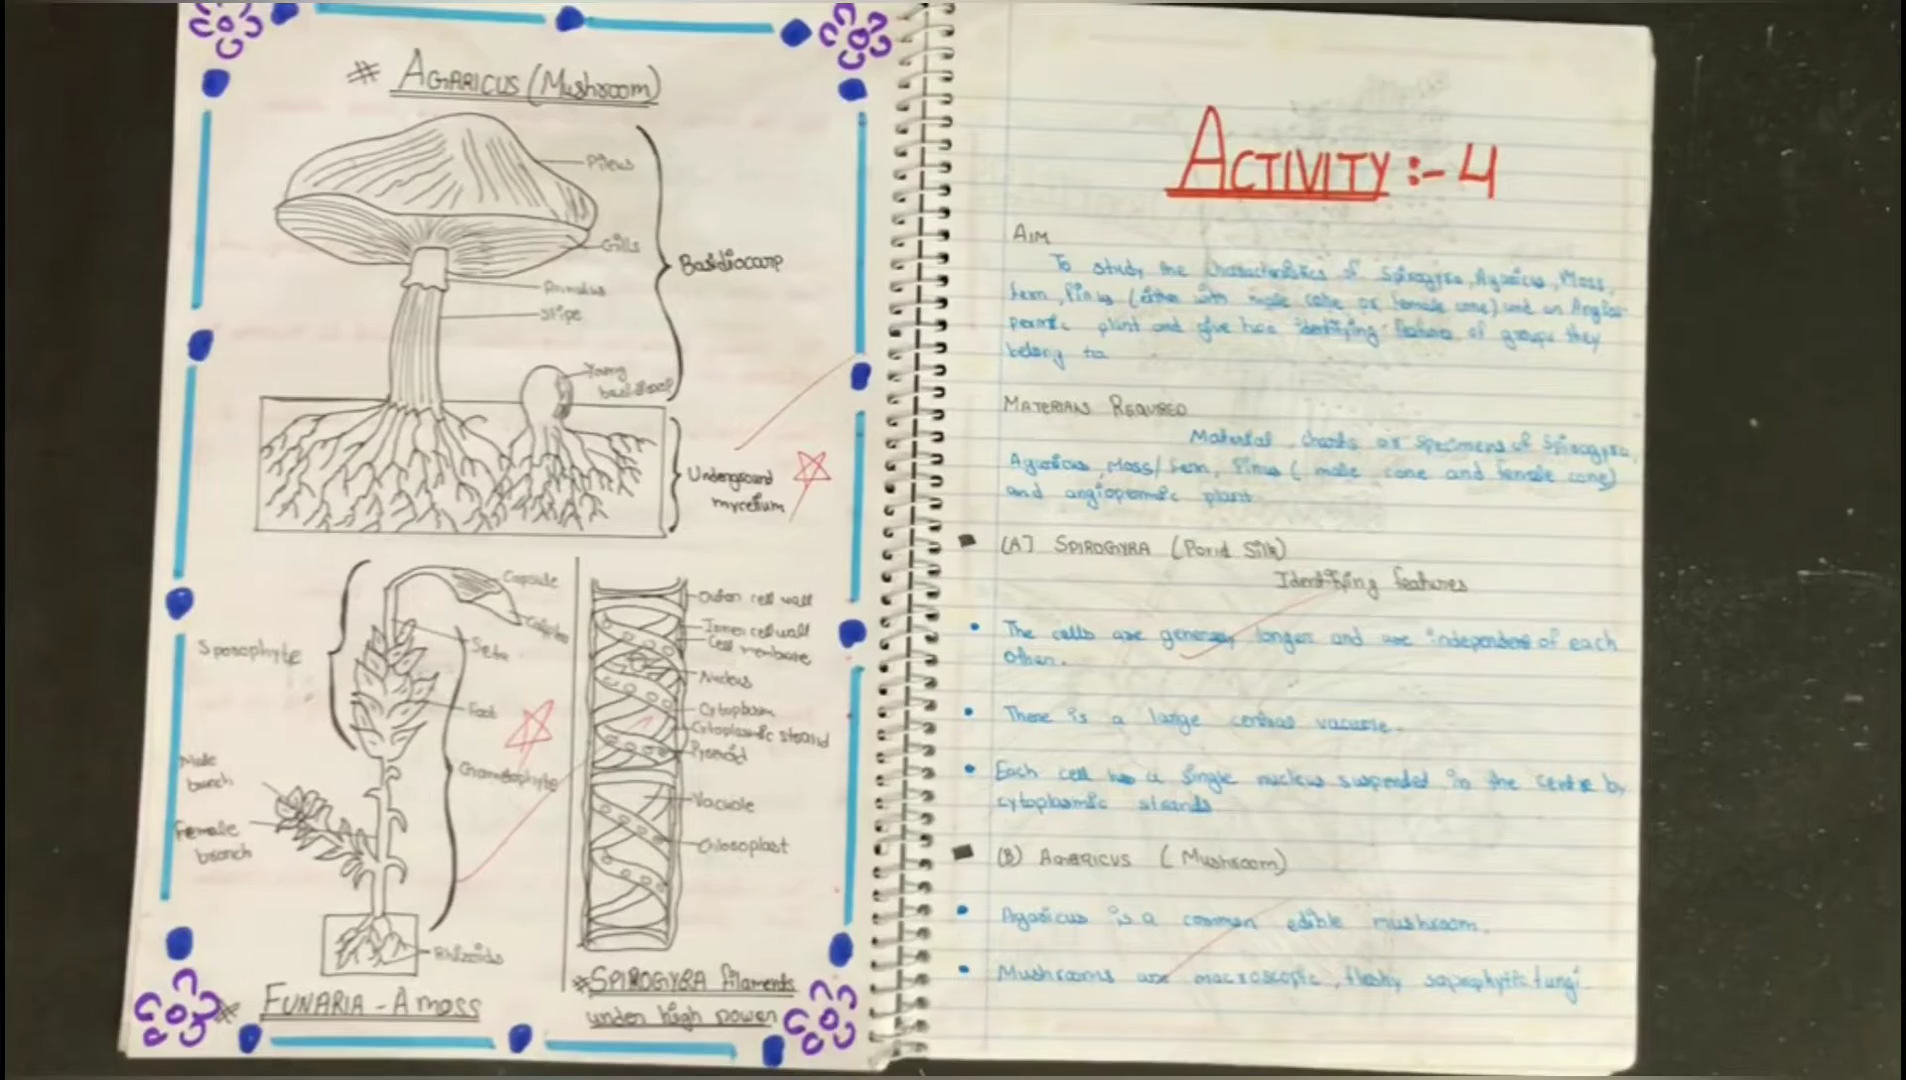 # AGARICUS (Mushroom)
Pileus
Gills
Basidiocarp
Annulus
Stipe
Young
Underground
mycelium
Capsule
Seta
Sporophyte
Foot
Male
branch
Gametophyte
Female
branch
Rhizoids
# FUNARIA - A moss
Outer cell wall
Inner cell wall
Cell membrane
Nucleus
Cytoplasm
Cytoplasmic strand
Pyrenoid
Vacuole
Chloroplast
# SPIROGYRA filaments
under high power
ACTIVITY :- 4
AIM
To study the characteristics of Spirogyra, Agaricus, Moss,
fern, Pinus (either with male cone or female cone) and an Angios-
permic plant and give two identifying features of groups they
belong to
MATERIALS REQUIRED
Material, charts or specimens of Spirogyra,
Agaricus, Moss/fern, Pinus (male cone and female cone)
and angiopermic plant
(A) SPIROGYRA (Pond Silk)
Identifying features
• The cells are longer and are independent of each
other.
• There is a large central vacuole.
• Each cell has a single nucleus suspended in the centre by
cytoplasmic strands
(B) AGARICUS (Mushroom)
• Agaricus is a common edible mushroom.
• Mushrooms are macroscopic, fleshy saprophytic fungi.